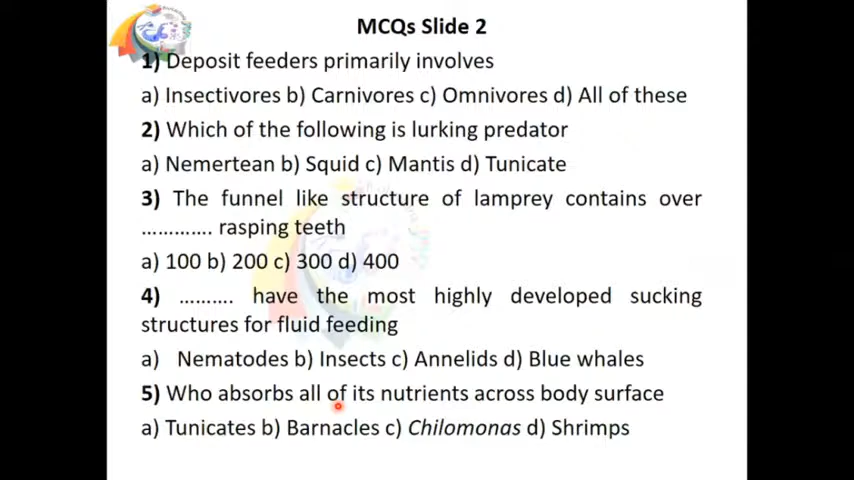 MCQs Slide 2
1) Deposit feeders primarily involves
a) Insectivores b) Carnivores c) Omnivores d) All of these
2) Which of the following is lurking predator
a) Nemertean b) Squid c) Mantis d) Tunicate
3) The funnel like structure of lamprey contains over
…………. rasping teeth
a) 100 b) 200 c) 300 d) 400
4) ………. have the most highly developed sucking
structures for fluid feeding
a) Nematodes b) Insects c) Annelids d) Blue whales
5) Who absorbs all of its nutrients across body surface
a) Tunicates b) Barnacles c) Chilomonas d) Shrimps